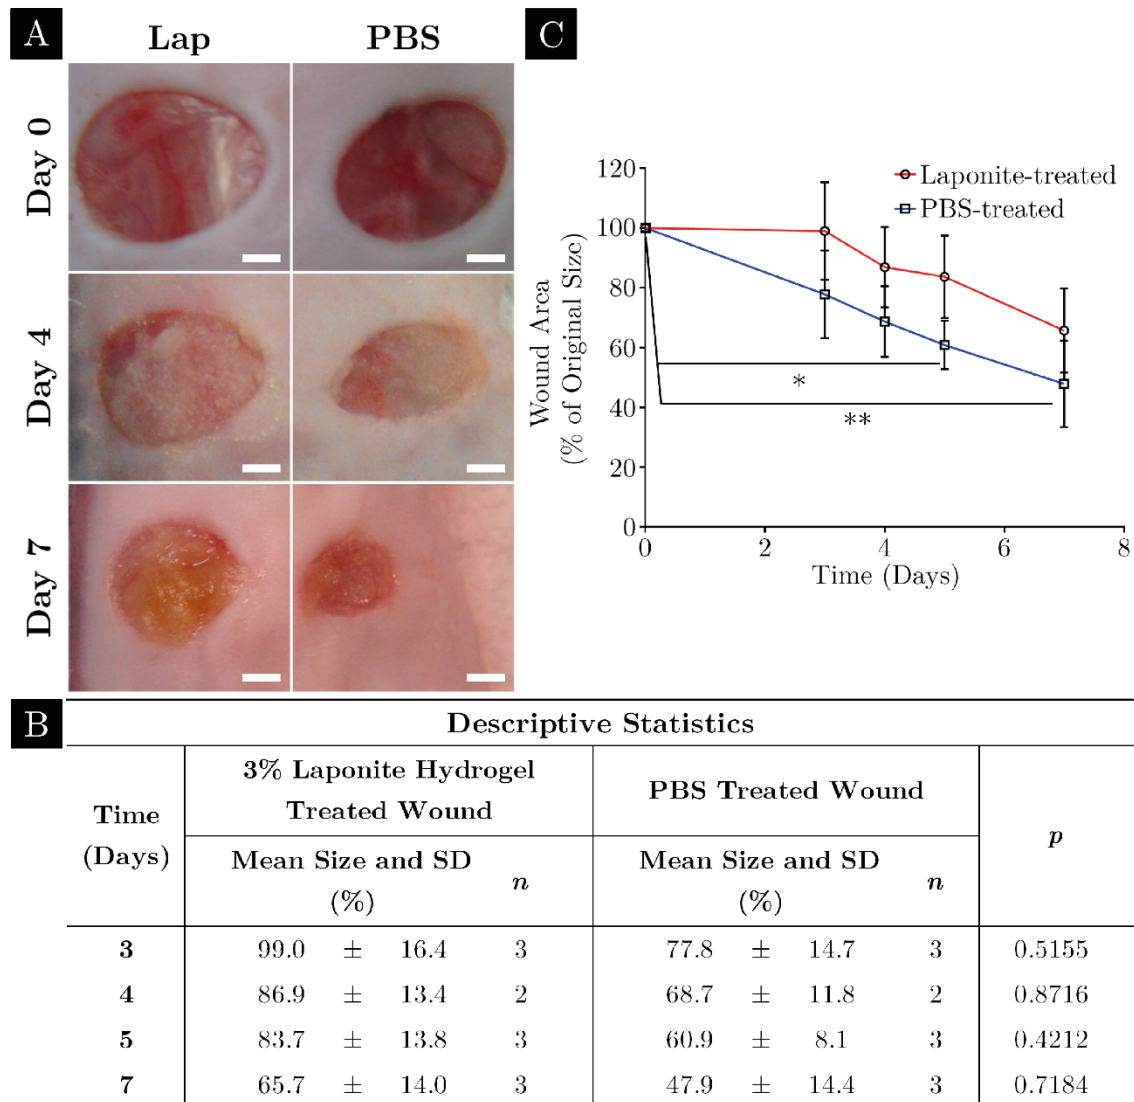 A
Lap
PBS
Day 0
Day 4
Day 7
C
120
100
80
60
40
20
0
Wound Area
(% of Original Size)
Laponite-treated
PBS-treated
*
**
0 2 4 6 8
Time (Days)
B
Descriptive Statistics
Time
(Days)
3% Laponite Hydrogel
Treated Wound
PBS Treated Wound
p
Mean Size and SD
(%)
n
Mean Size and SD
(%)
n
3 99.0 ± 16.4 3 77.8 ± 14.7 3 0.5155
4 86.9 ± 13.4 2 68.7 ± 11.8 2 0.8716
5 83.7 ± 13.8 3 60.9 ± 8.1 3 0.4212
7 65.7 ± 14.0 3 47.9 ± 14.4 3 0.7184